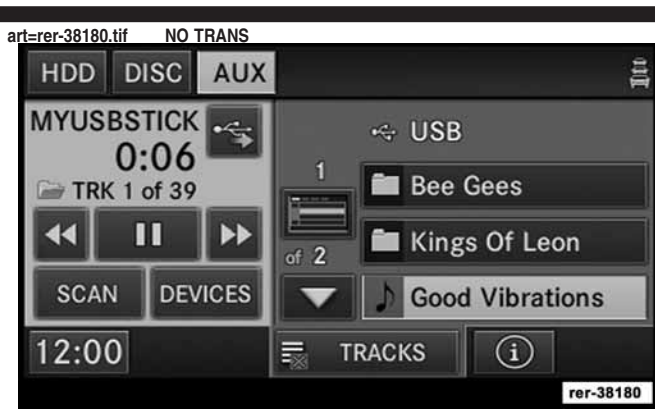 art=rer-38180.tif NO TRANS
HDD DISC AUX
MYUSBSTICK
0:06
TRK 1 of 39
SCAN DEVICES
12:00
USB
1
of 2
Bee Gees
Kings Of Leon
Good Vibrations
TRACKS i
rer-38180